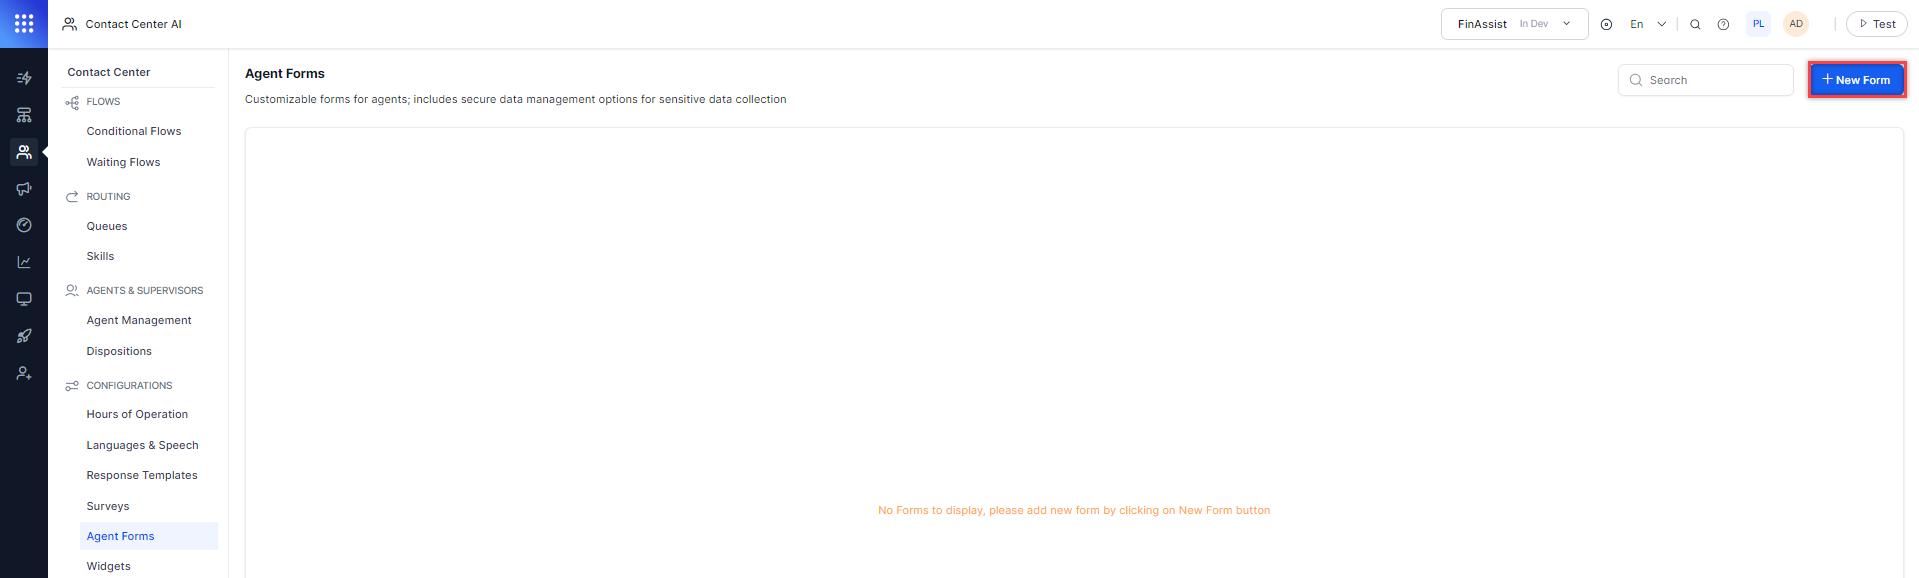 Contact Center AI
FinAssist In Dev
En
PL
AD
Test
Contact Center
FLOWS
Conditional Flows
Waiting Flows
ROUTING
Queues
Skills
AGENTS & SUPERVISORS
Agent Management
Dispositions
CONFIGURATIONS
Hours of Operation
Languages & Speech
Response Templates
Surveys
Agent Forms
Widgets
Agent Forms
Customizable forms for agents; includes secure data management options for sensitive data collection
Search
+ New Form
No Forms to display, please add new form by clicking on New Form button